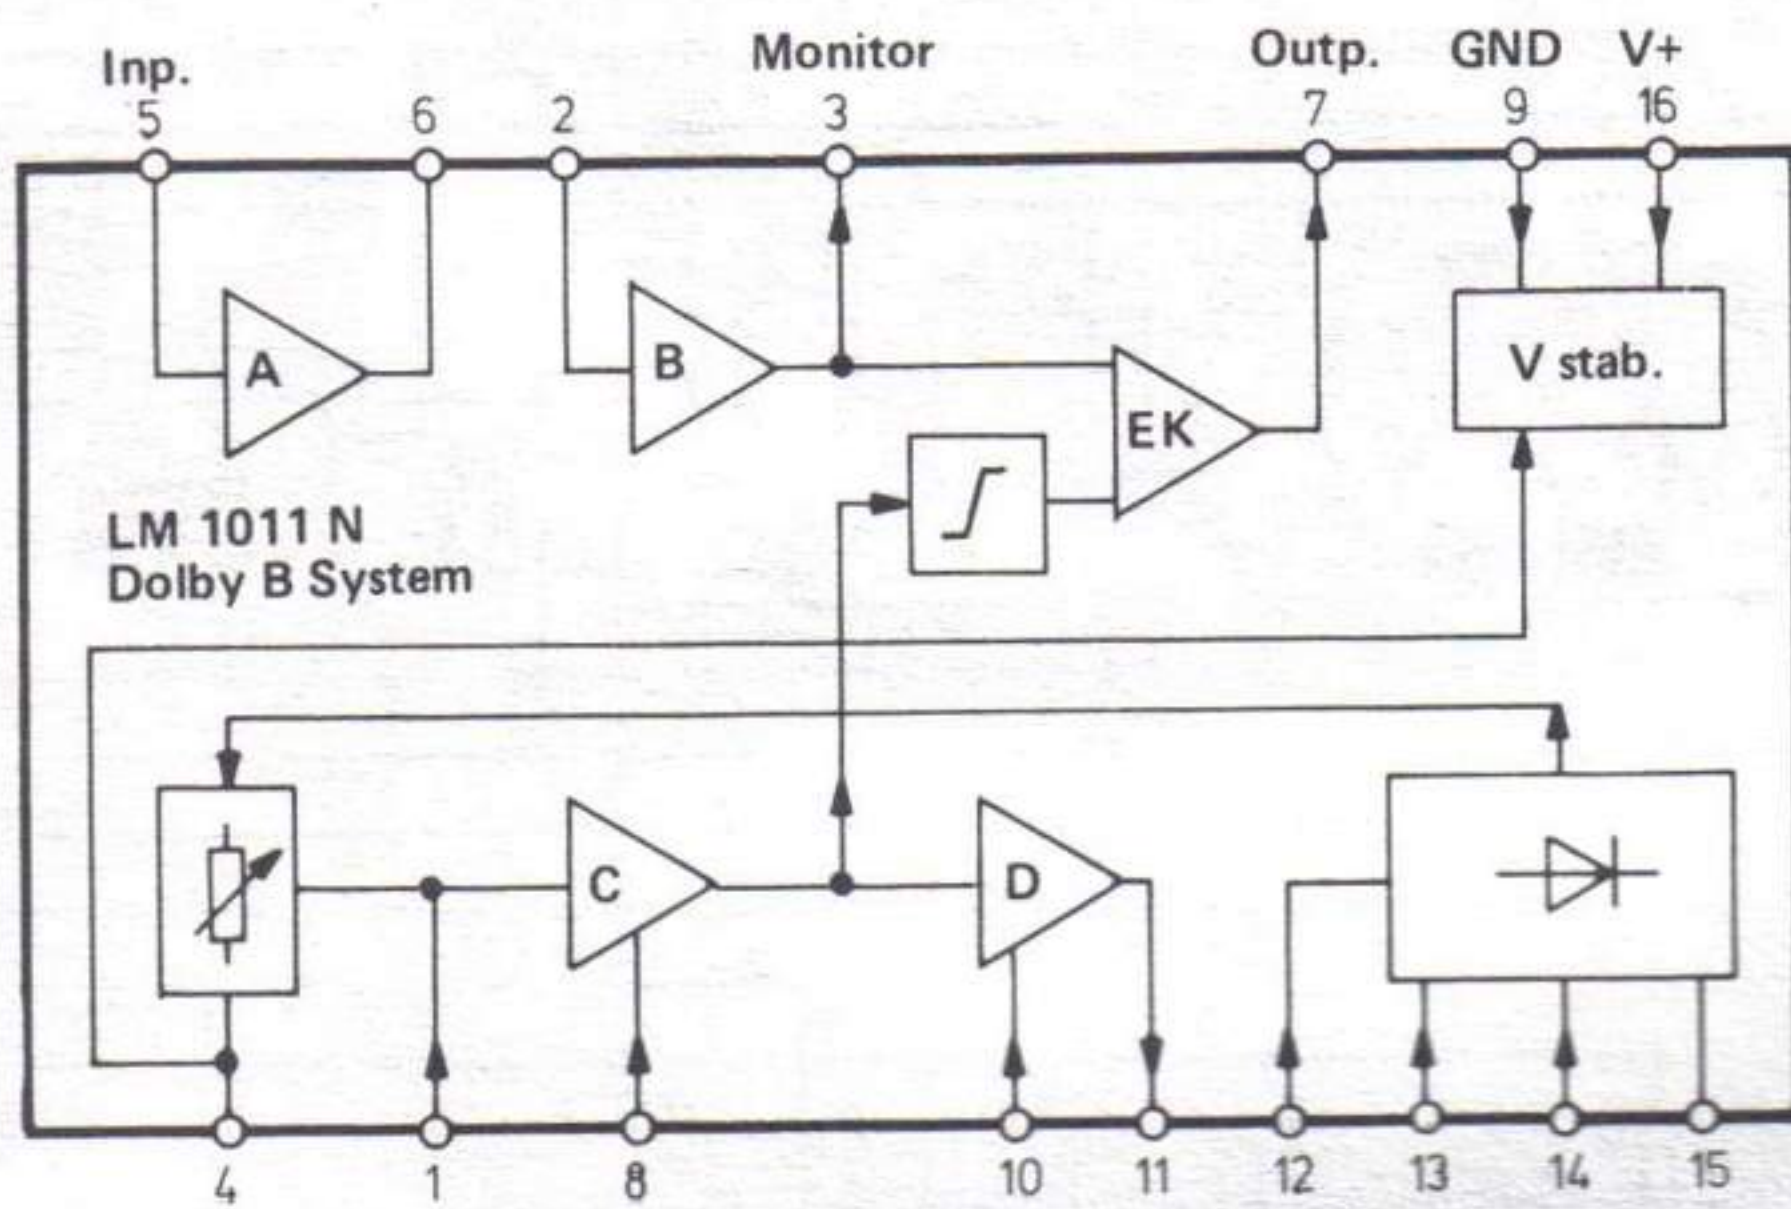 Inp. Monitor Outp. GND V+
5 6 2 3 7 9 16
A B EK V stab.
LM 1011 N
Dolby B System
C D
4 1 8 10 11 12 13 14 15